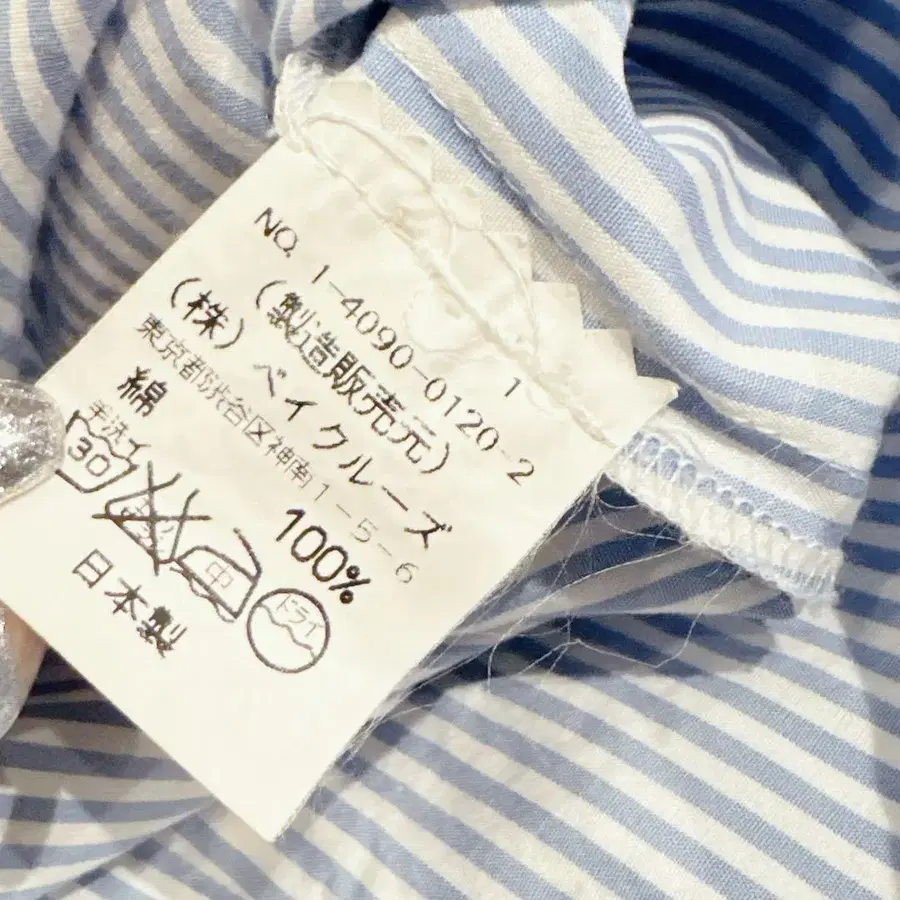 1
NO. 1-4090-0120-2
(製造販売元)
(株) ベイクルーズ
東京都渋谷区神南1-5-6
綿 100%
手洗イ
30
中
ドライ
日本製